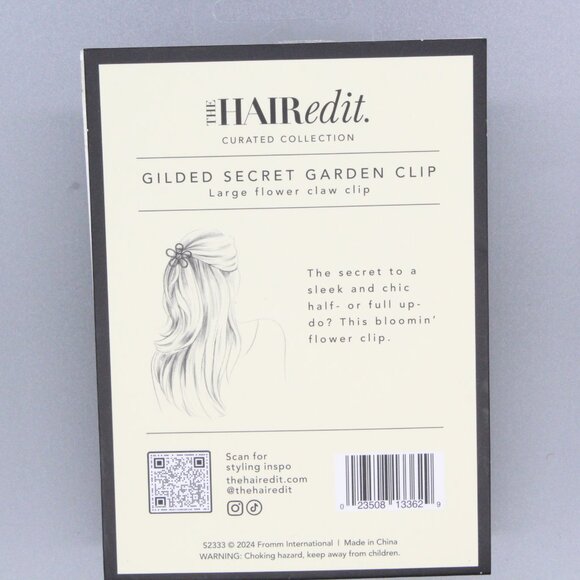 THE HAIRedit.
CURATED COLLECTION
GILDED SECRET GARDEN CLIP
Large flower claw clip
The secret to a
sleek and chic
half- or full up-
do? This bloomin'
flower clip.
Scan for
styling inspo
thehairedit.com
@thehairedit
0 23508 13362 9
S2333 © 2024 Fromm International | Made in China
WARNING: Choking hazard, keep away from children.